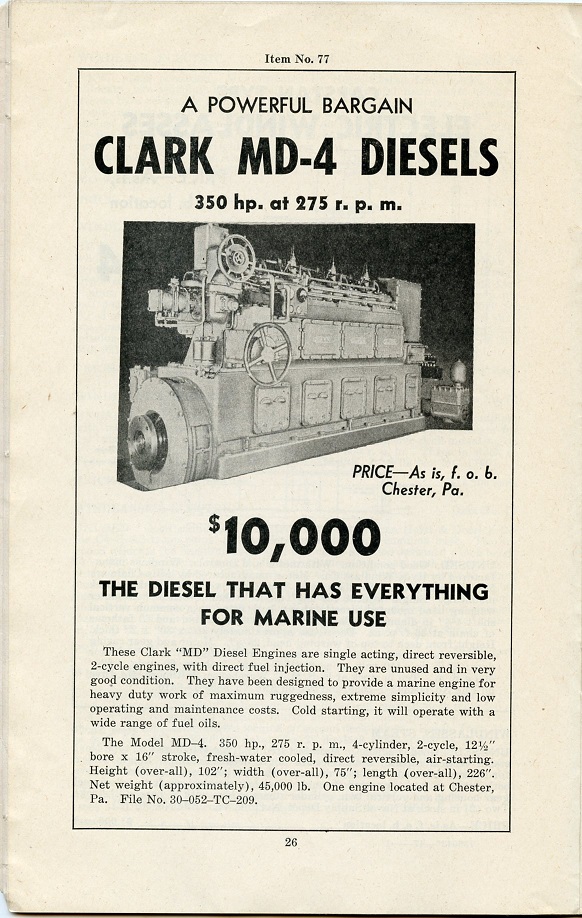 Item No. 77
A POWERFUL BARGAIN
CLARK MD-4 DIESELS
350 hp. at 275 r. p. m.
PRICE—As is, f. o. b.
Chester, Pa.
$10,000
THE DIESEL THAT HAS EVERYTHING
FOR MARINE USE
These Clark "MD" Diesel Engines are single acting, direct reversible,
2-cycle engines, with direct fuel injection. They are unused and in very
good condition. They have been designed to provide a marine engine for
heavy duty work of maximum ruggedness, extreme simplicity and low
operating and maintenance costs. Cold starting, it will operate with a
wide range of fuel oils.
The Model MD-4. 350 hp., 275 r. p. m., 4-cylinder, 2-cycle, 12½"
bore x 16" stroke, fresh-water cooled, direct reversible, air-starting.
Height (over-all), 102"; width (over-all), 75"; length (over-all), 226".
Net weight (approximately), 45,000 lb. One engine located at Chester,
Pa. File No. 30-052-TC-209.
26